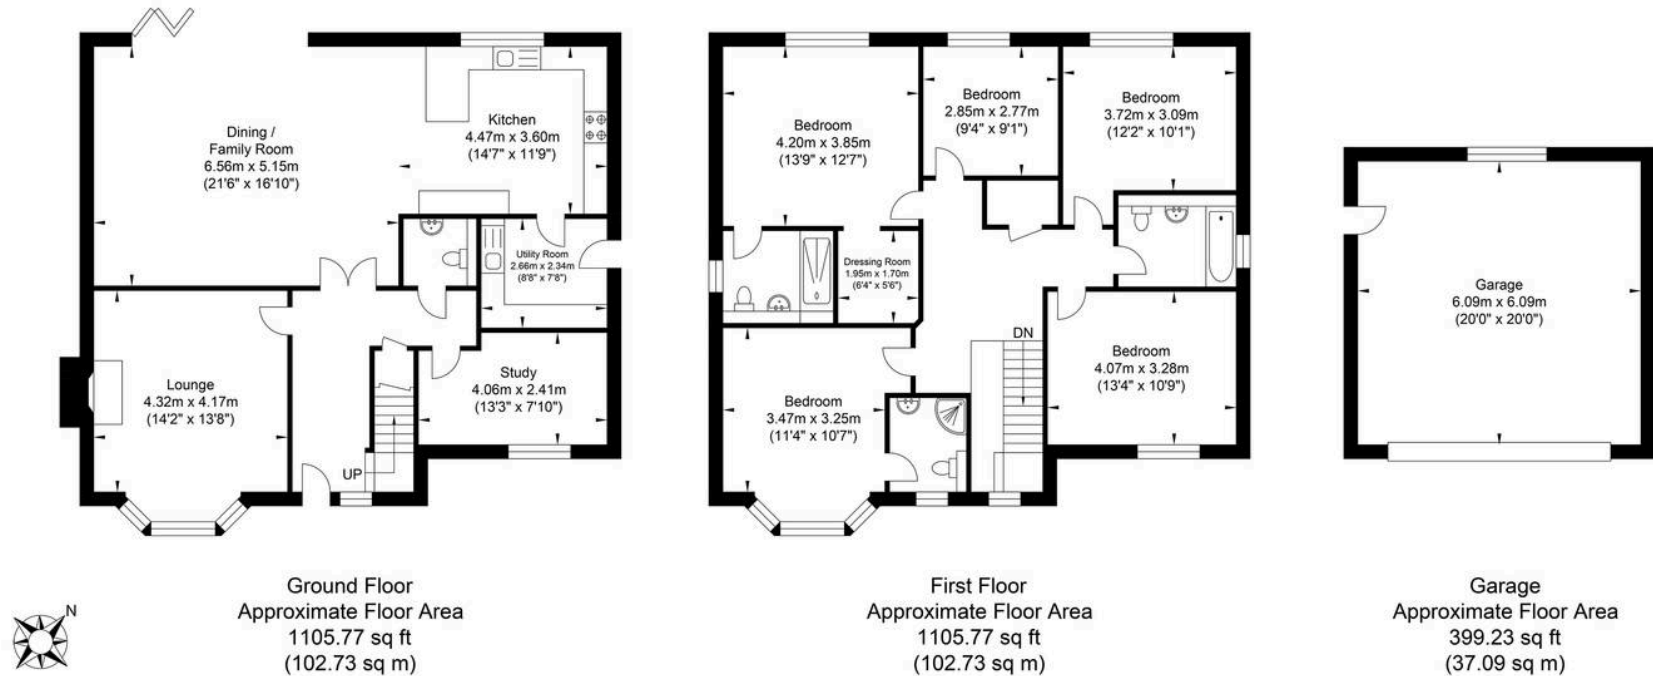 Dining /
Family Room
6.56m x 5.15m
(21'6" x 16'10")
Kitchen
4.47m x 3.60m
(14'7" x 11'9")
Utility Room
2.66m x 2.34m
(8'8" x 7'8")
Lounge
4.32m x 4.17m
(14'2" x 13'8")
Study
4.06m x 2.41m
(13'3" x 7'10")
UP
Ground Floor
Approximate Floor Area
1105.77 sq ft
(102.73 sq m)
N
Bedroom
4.20m x 3.85m
(13'9" x 12'7")
Bedroom
2.85m x 2.77m
(9'4" x 9'1")
Bedroom
3.72m x 3.09m
(12'2" x 10'1")
Dressing Room
1.95m x 1.70m
(6'4" x 5'6")
DN
Bedroom
4.07m x 3.28m
(13'4" x 10'9")
Bedroom
3.47m x 3.25m
(11'4" x 10'7")
First Floor
Approximate Floor Area
1105.77 sq ft
(102.73 sq m)
Garage
6.09m x 6.09m
(20'0" x 20'0")
Garage
Approximate Floor Area
399.23 sq ft
(37.09 sq m)